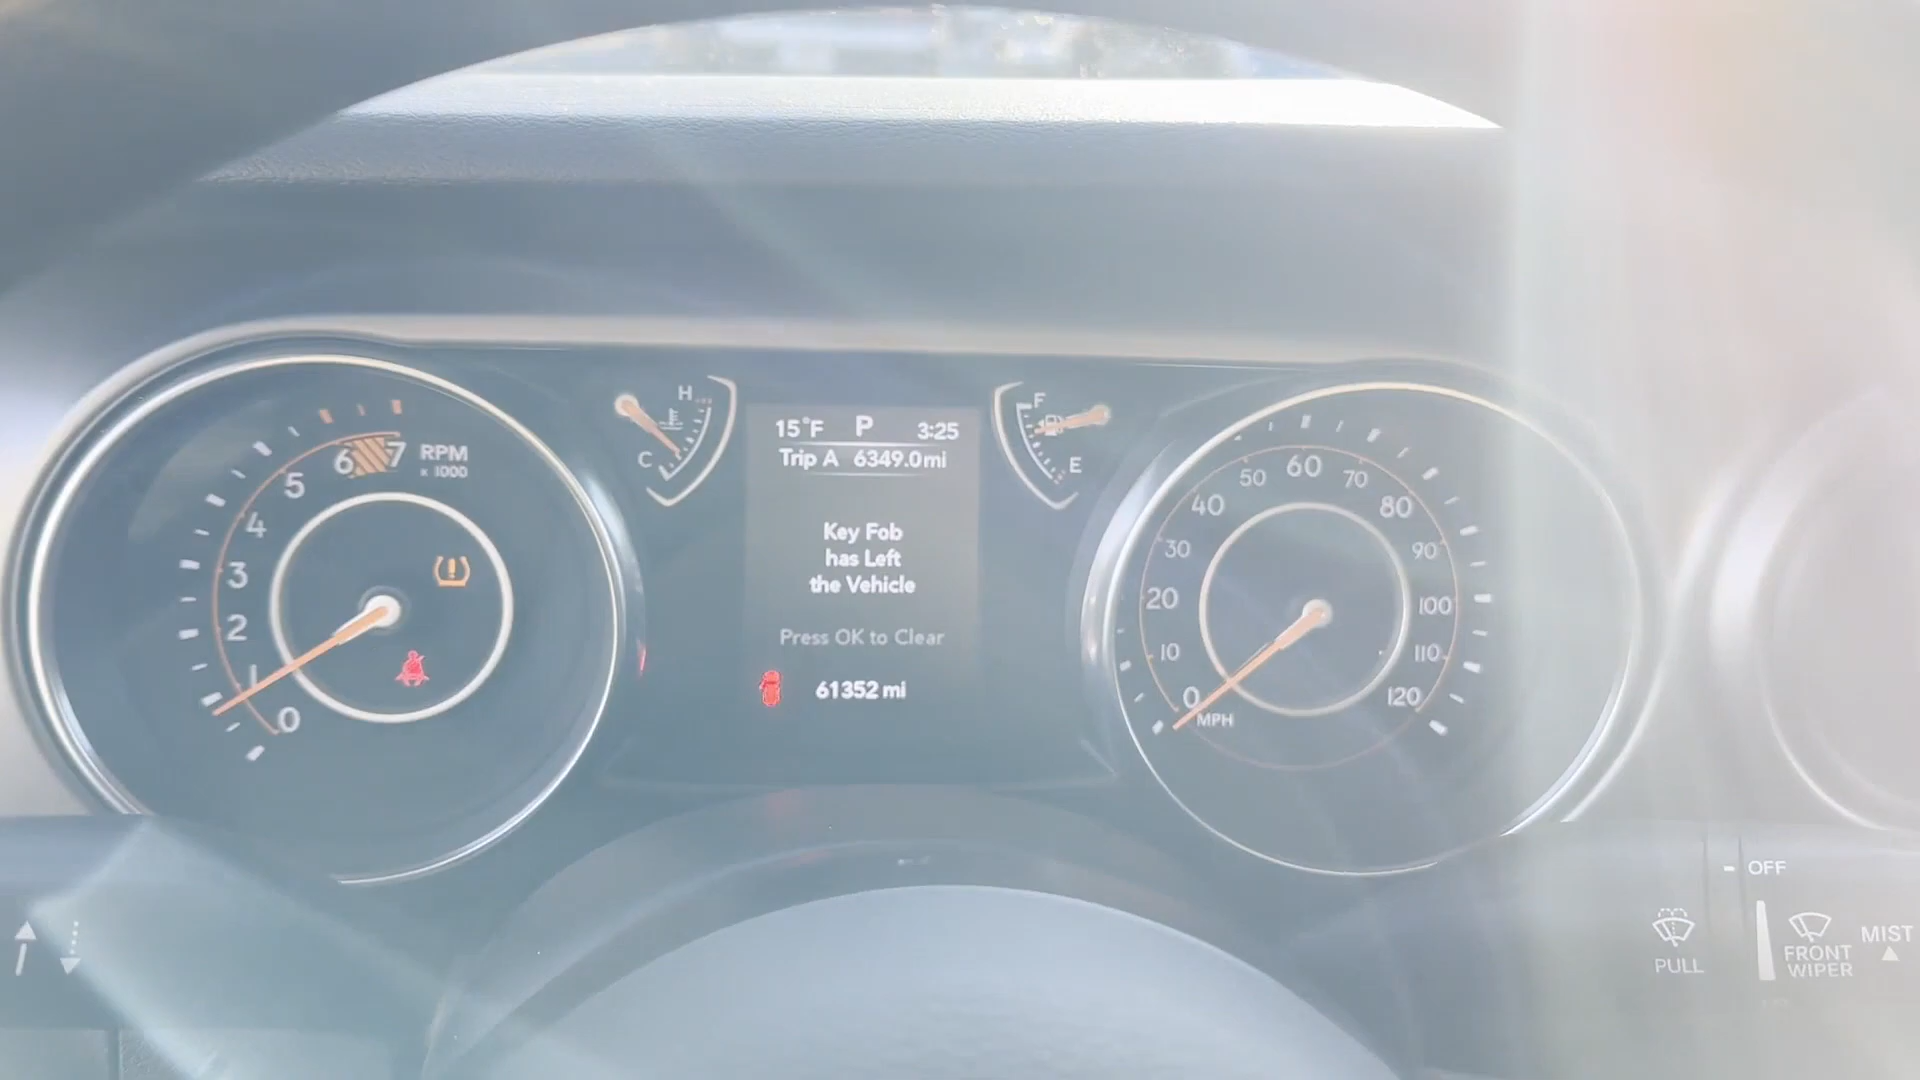 H
C
15°F P 3:25
Trip A 6349.0 mi
F
E
Key Fob
has Left
the Vehicle
Press OK to Clear
61352 mi
0
1
2
3
4
5
6
7
RPM
x 1000
0
10
20
30
40
50
60
70
80
90
100
110
120
MPH
OFF
PULL
FRONT
WIPER
MIST